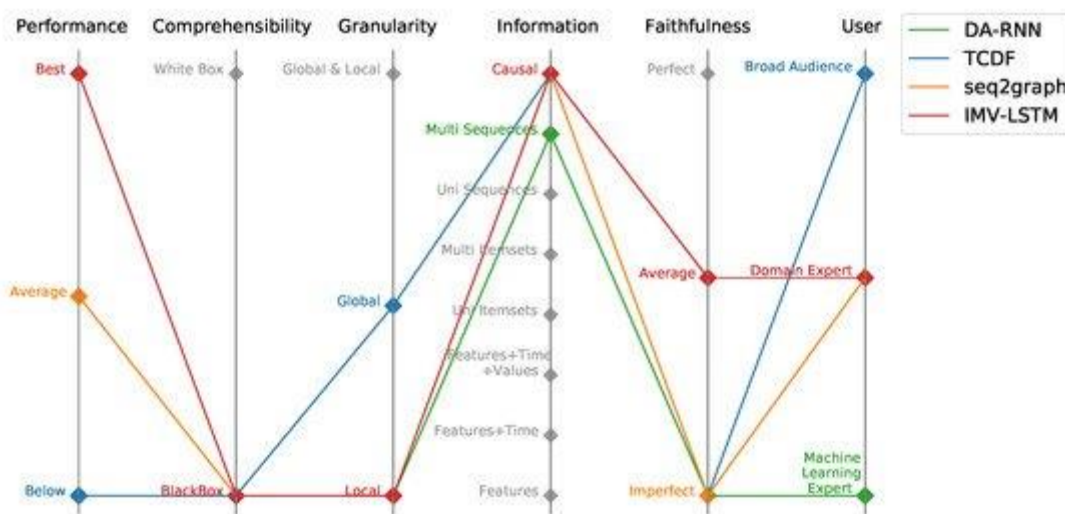 Performance
Comprehensibility
Granularity
Information
Faithfulness
User
DA-RNN
TCDF
seq2graph
IMV-LSTM
Best
White Box
Global & Local
Causal
Perfect
Broad Audience
Multi Sequences
Uni Sequences
Multi Itemsets
Average
Domain Expert
Average
Global
Uni Itemsets
Features+Time
+Values
Features+Time
Machine
Learning
Expert
Below
BlackBox
Local
Features
Imperfect